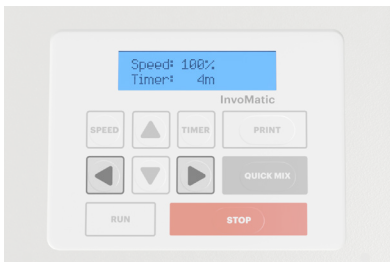 Speed: 100%
Timer: 4m
InvoMatic
SPEED TIMER PRINT
QUICK MIX
RUN STOP